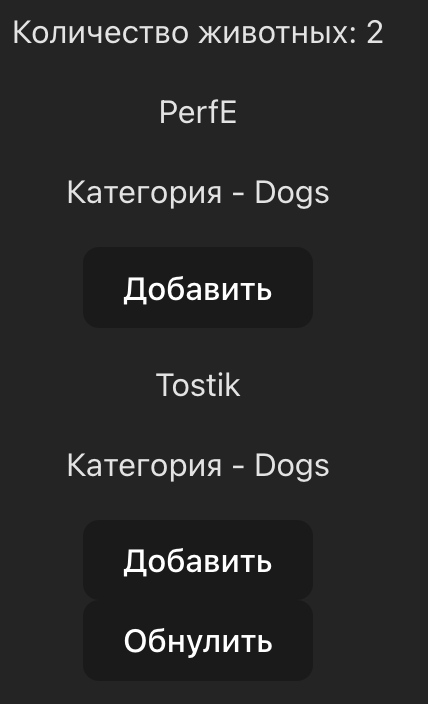 Количество животных: 2
PerfE
Категория - Dogs
Добавить
Tostik
Категория - Dogs
Добавить
Обнулить